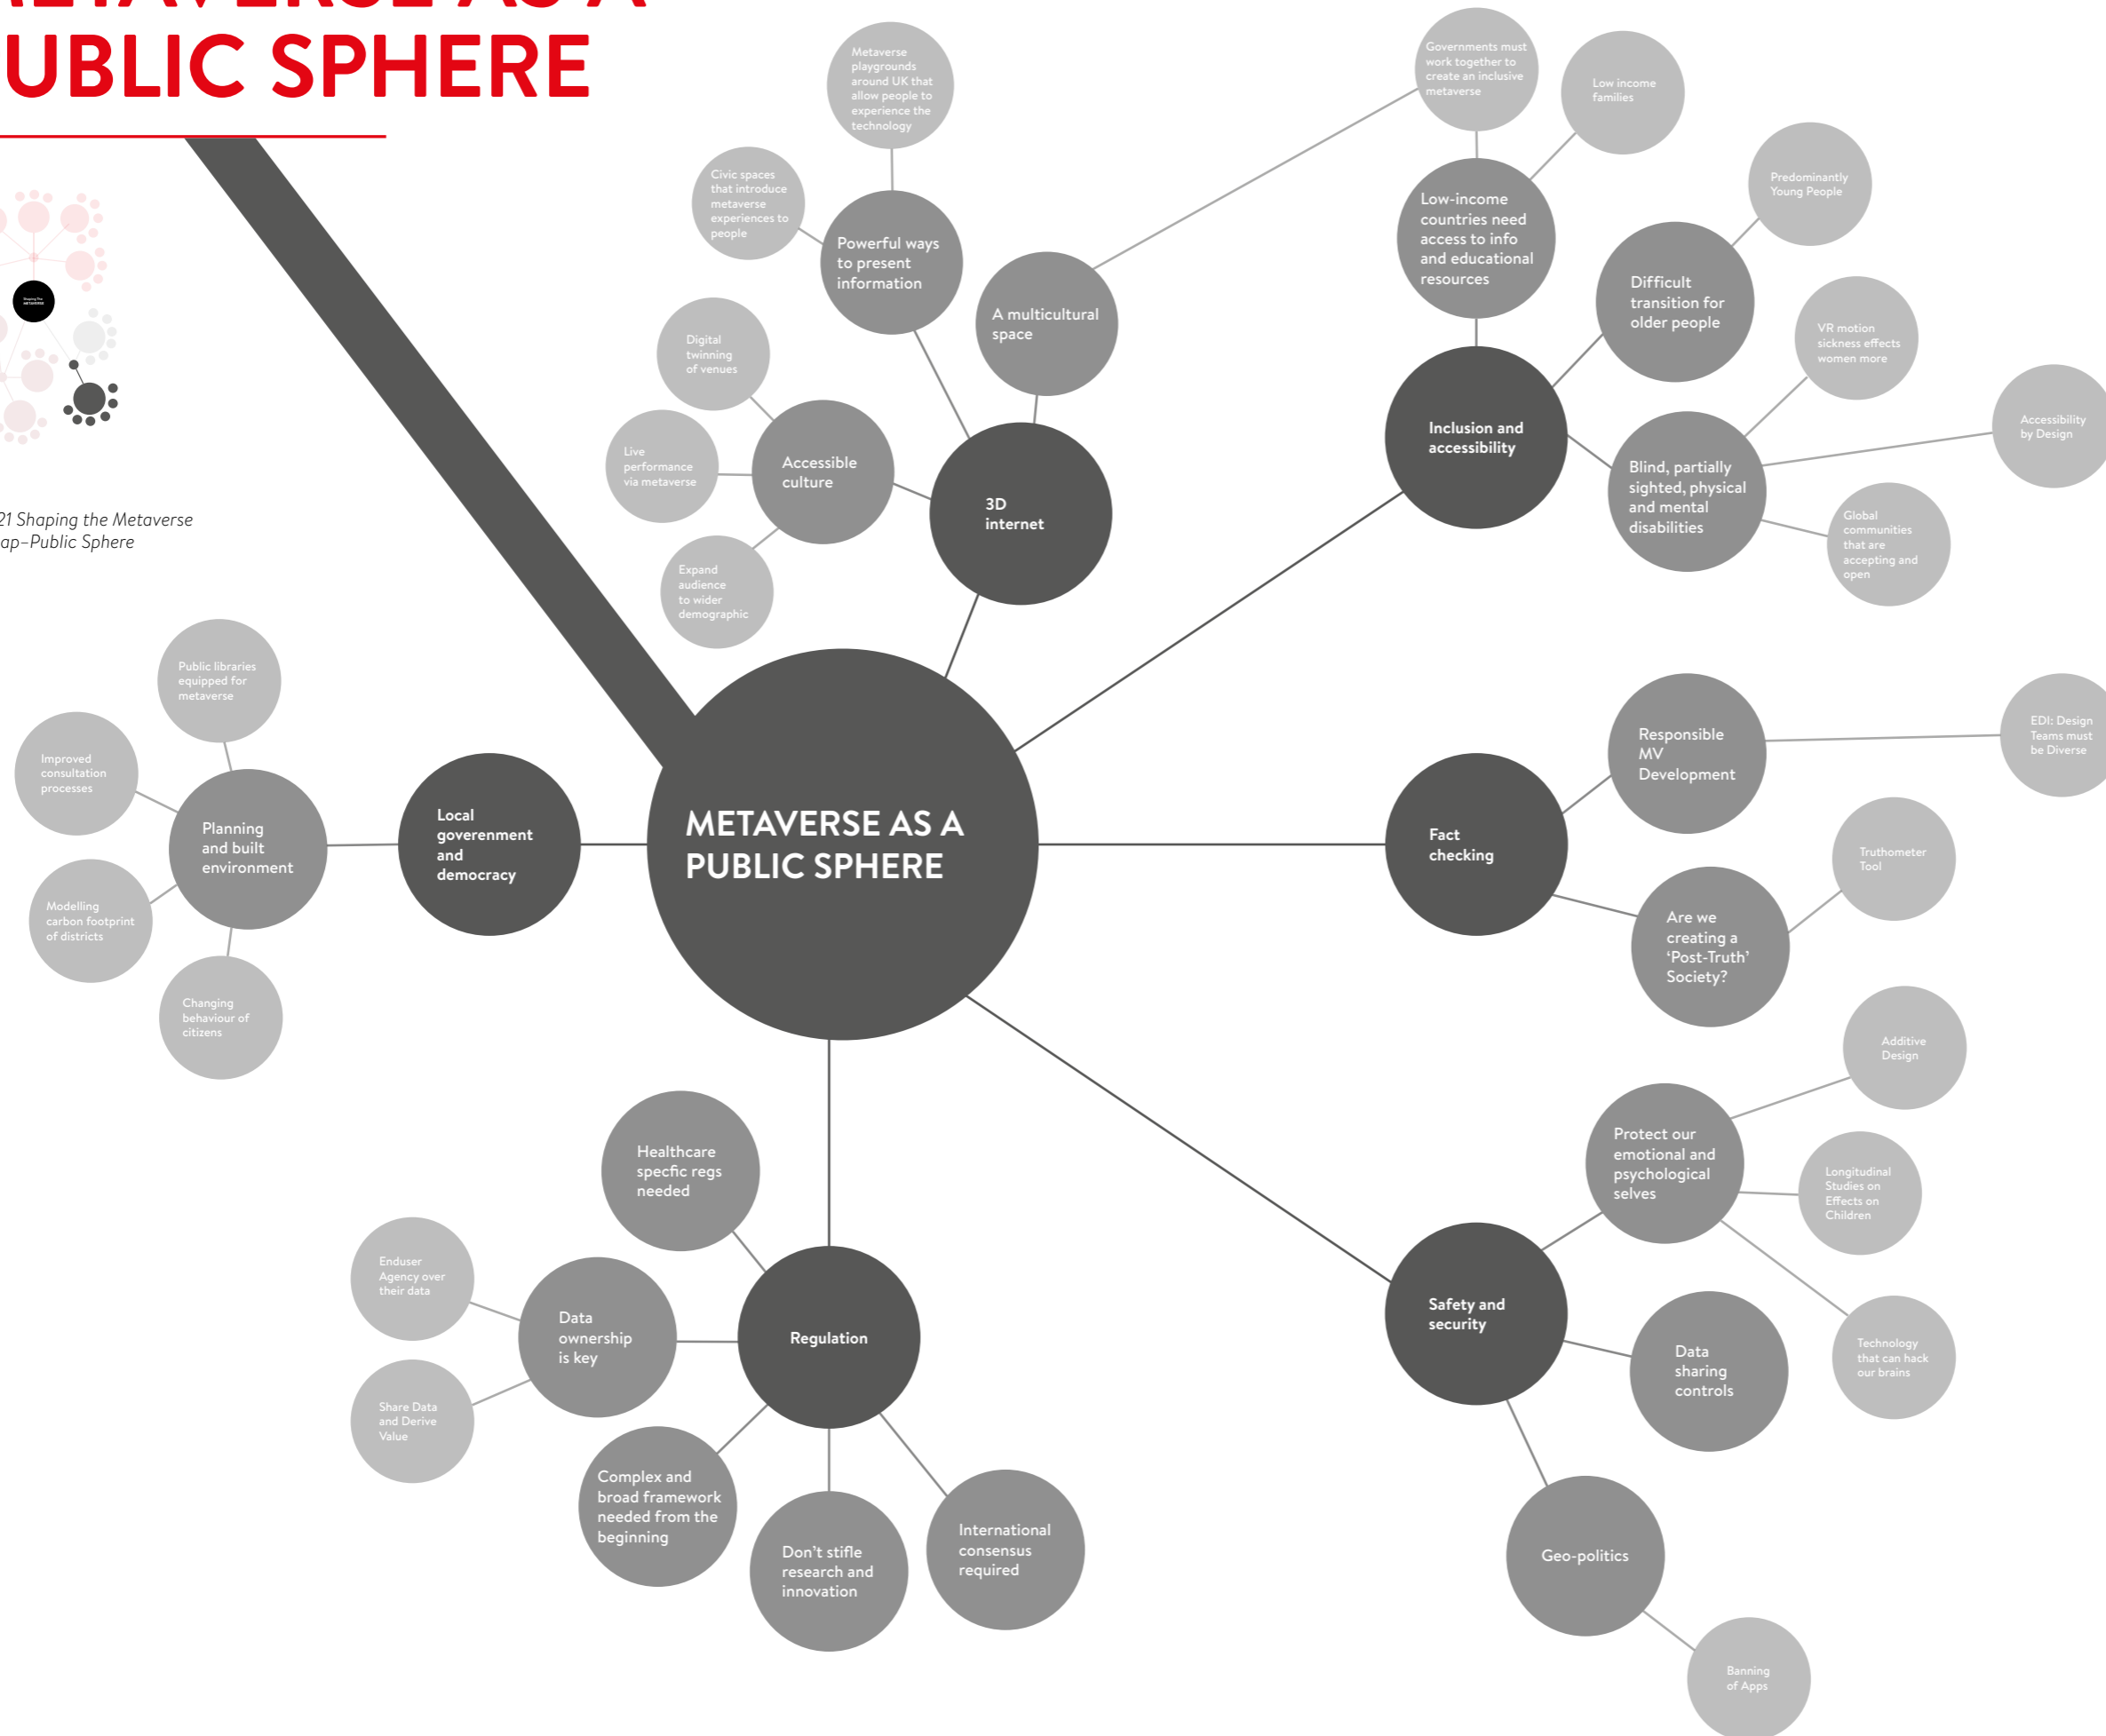 METAVERSE AS A
UBLIC SPHERE
Shaping The
METAVERSE
21 Shaping the Metaverse
ap–Public Sphere
Metaverse
playgrounds
around UK that
allow people to
experience the
technology
Civic spaces
that introduce
metaverse
experiences to
people
Powerful ways
to present
information
A multicultural
space
Digital
twinning
of venues
Live
performance
via metaverse
Accessible
culture
Expand
audience
to wider
demographic
3D
internet
Governments must
work together to
create an inclusive
metaverse
Low income
families
Low-income
countries need
access to info
and educational
resources
Predominantly
Young People
Difficult
transition for
older people
VR motion
sickness effects
women more
Inclusion and
accessibility
Accessibility
by Design
Blind, partially
sighted, physical
and mental
disabilities
Global
communities
that are
accepting and
open
Public libraries
equipped for
metaverse
Improved
consultation
processes
Planning
and built
environment
Modelling
carbon footprint
of districts
Changing
behaviour of
citizens
Local
goverenment
and
democracy
METAVERSE AS A
PUBLIC SPHERE
Fact
checking
Responsible
MV
Development
EDI: Design
Teams must
be Diverse
Truthometer
Tool
Are we
creating a
‘Post-Truth’
Society?
Additive
Design
Protect our
emotional and
psychological
selves
Longitudinal
Studies on
Effects on
Children
Technology
that can hack
our brains
Safety and
security
Data
sharing
controls
Geo-politics
Banning
of Apps
Healthcare
specfic regs
needed
Enduser
Agency over
their data
Data
ownership
is key
Share Data
and Derive
Value
Regulation
Complex and
broad framework
needed from the
beginning
Don’t stifle
research and
innovation
International
consensus
required